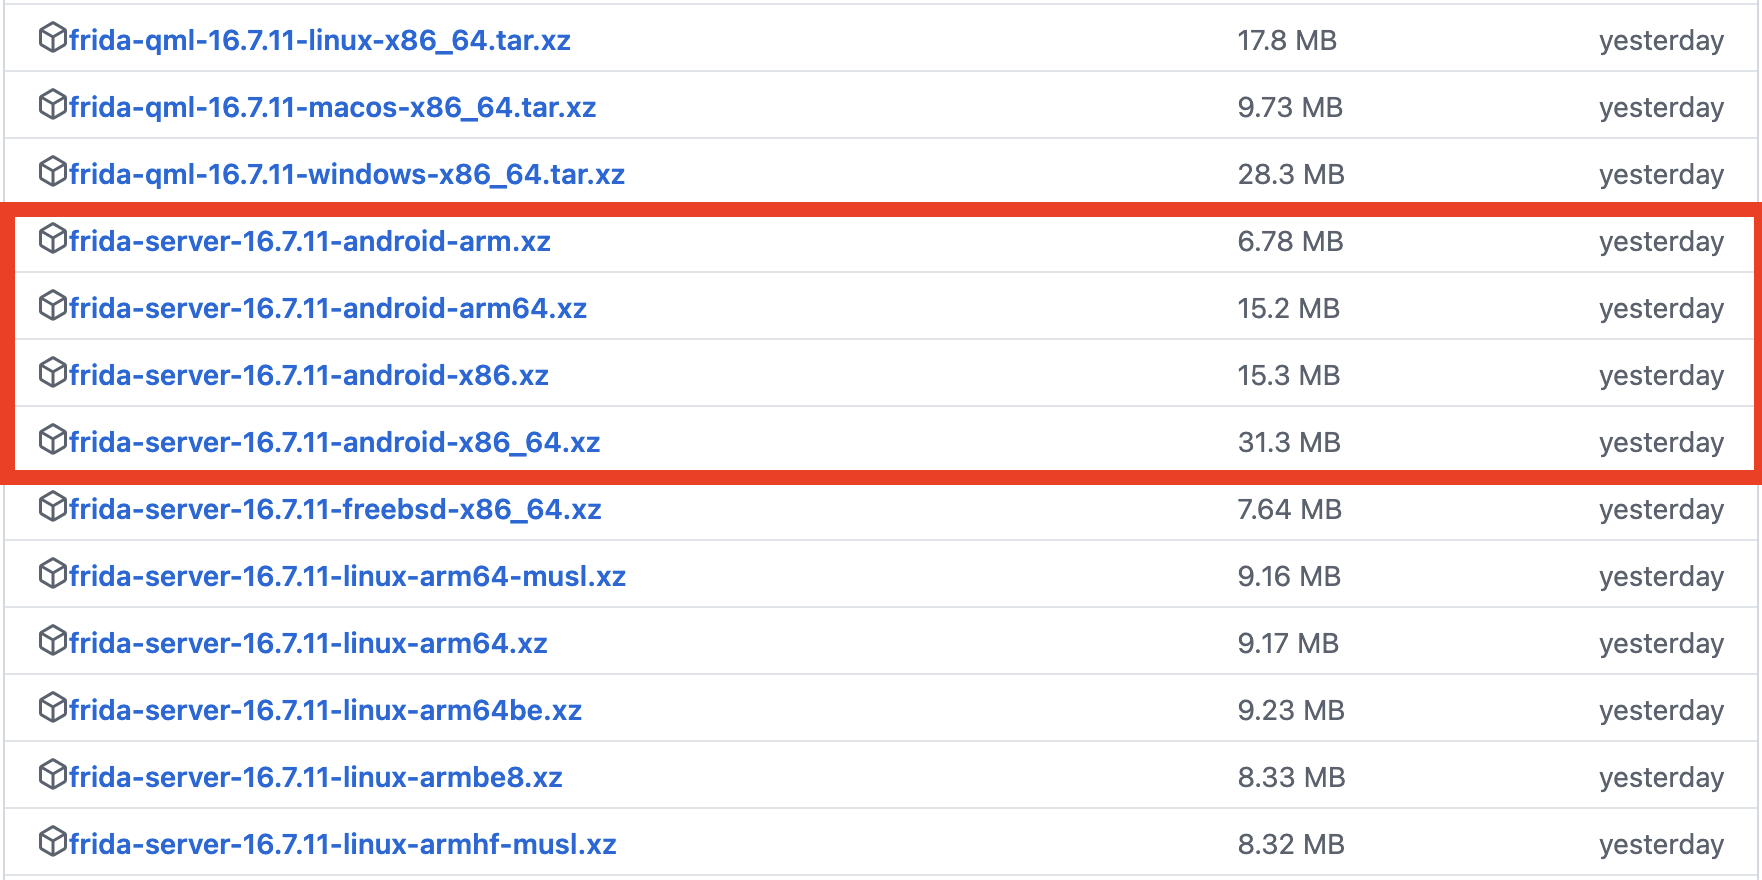 frida-qml-16.7.11-linux-x86_64.tar.xz 17.8 MB yesterday
frida-qml-16.7.11-macos-x86_64.tar.xz 9.73 MB yesterday
frida-qml-16.7.11-windows-x86_64.tar.xz 28.3 MB yesterday
frida-server-16.7.11-android-arm.xz 6.78 MB yesterday
frida-server-16.7.11-android-arm64.xz 15.2 MB yesterday
frida-server-16.7.11-android-x86.xz 15.3 MB yesterday
frida-server-16.7.11-android-x86_64.xz 31.3 MB yesterday
frida-server-16.7.11-freebsd-x86_64.xz 7.64 MB yesterday
frida-server-16.7.11-linux-arm64-musl.xz 9.16 MB yesterday
frida-server-16.7.11-linux-arm64.xz 9.17 MB yesterday
frida-server-16.7.11-linux-arm64be.xz 9.23 MB yesterday
frida-server-16.7.11-linux-armbe8.xz 8.33 MB yesterday
frida-server-16.7.11-linux-armhf-musl.xz 8.32 MB yesterday